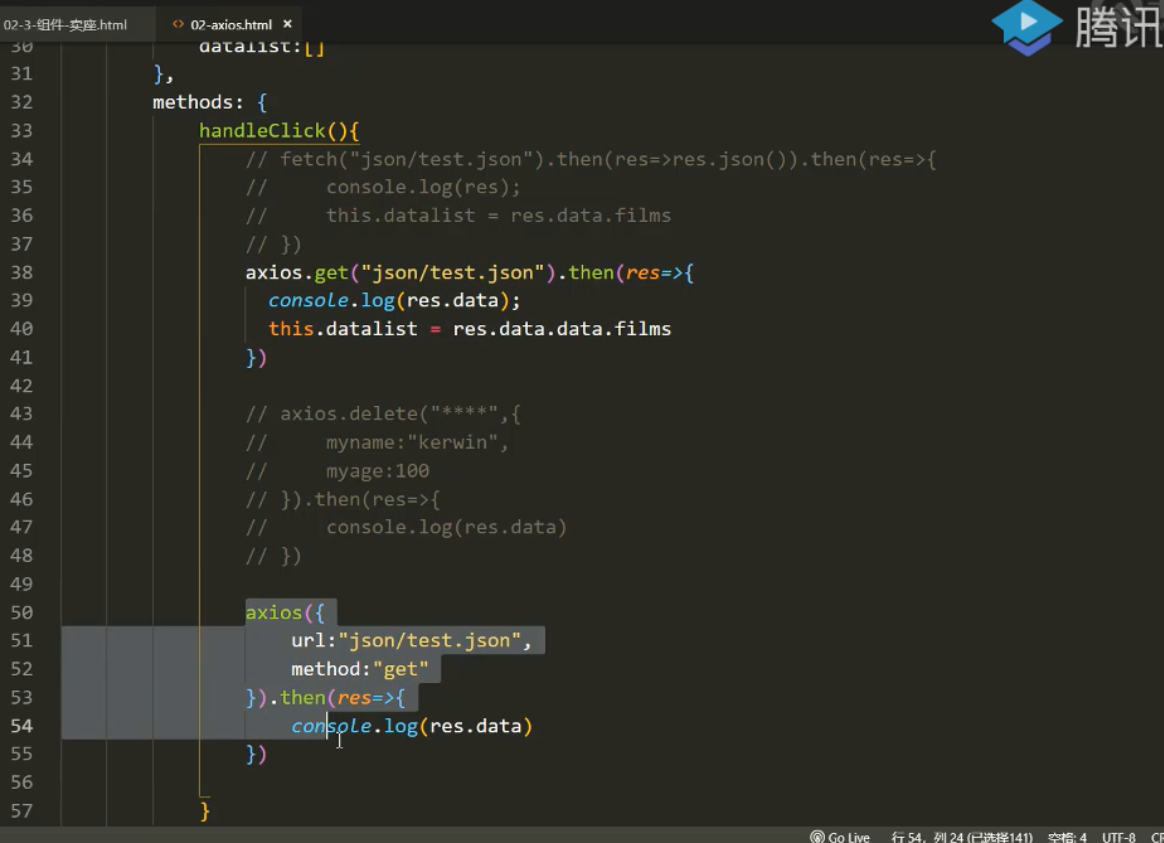 02-3-组件-卖座.html
02-axios.html ×
腾讯
30 datalist:[]
31 },
32 methods: {
33 handleClick(){
34 // fetch("json/test.json").then(res=>res.json()).then(res=>{
35 //     console.log(res);
36 //     this.datalist = res.data.films
37 // })
38 axios.get("json/test.json").then(res=>{
39 console.log(res.data);
40 this.datalist = res.data.data.films
41 })
42
43 // axios.delete("****",{
44 //     myname:"kerwin",
45 //     myage:100
46 // }).then(res=>{
47 //     console.log(res.data)
48 // })
49
50 axios({
51 url:"json/test.json",
52 method:"get"
53 }).then(res=>{
54 console.log(res.data)
55 })
56
57 }
Go Live 行 54, 列 24 (已选择141) 空格: 4 UTF-8